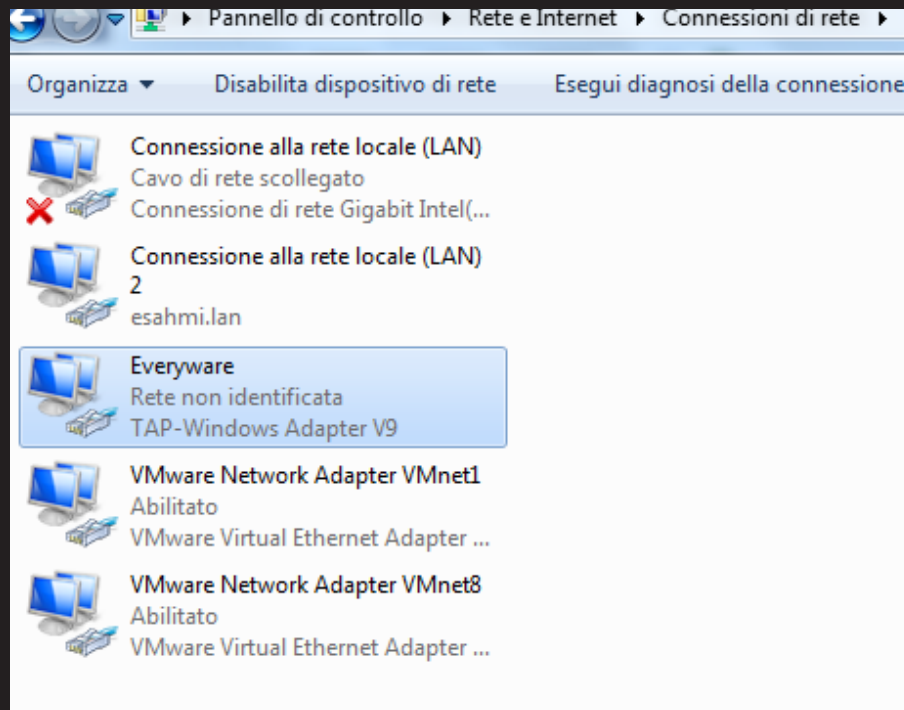 Pannello di controllo Rete e Internet Connessioni di rete
Organizza Disabilita dispositivo di rete Esegui diagnosi della connessione
Connessione alla rete locale (LAN)
Cavo di rete scollegato
Connessione di rete Gigabit Intel(...
Connessione alla rete locale (LAN)
2
esahmi.lan
Everyware
Rete non identificata
TAP-Windows Adapter V9
VMware Network Adapter VMnet1
Abilitato
VMware Virtual Ethernet Adapter ...
VMware Network Adapter VMnet8
Abilitato
VMware Virtual Ethernet Adapter ...